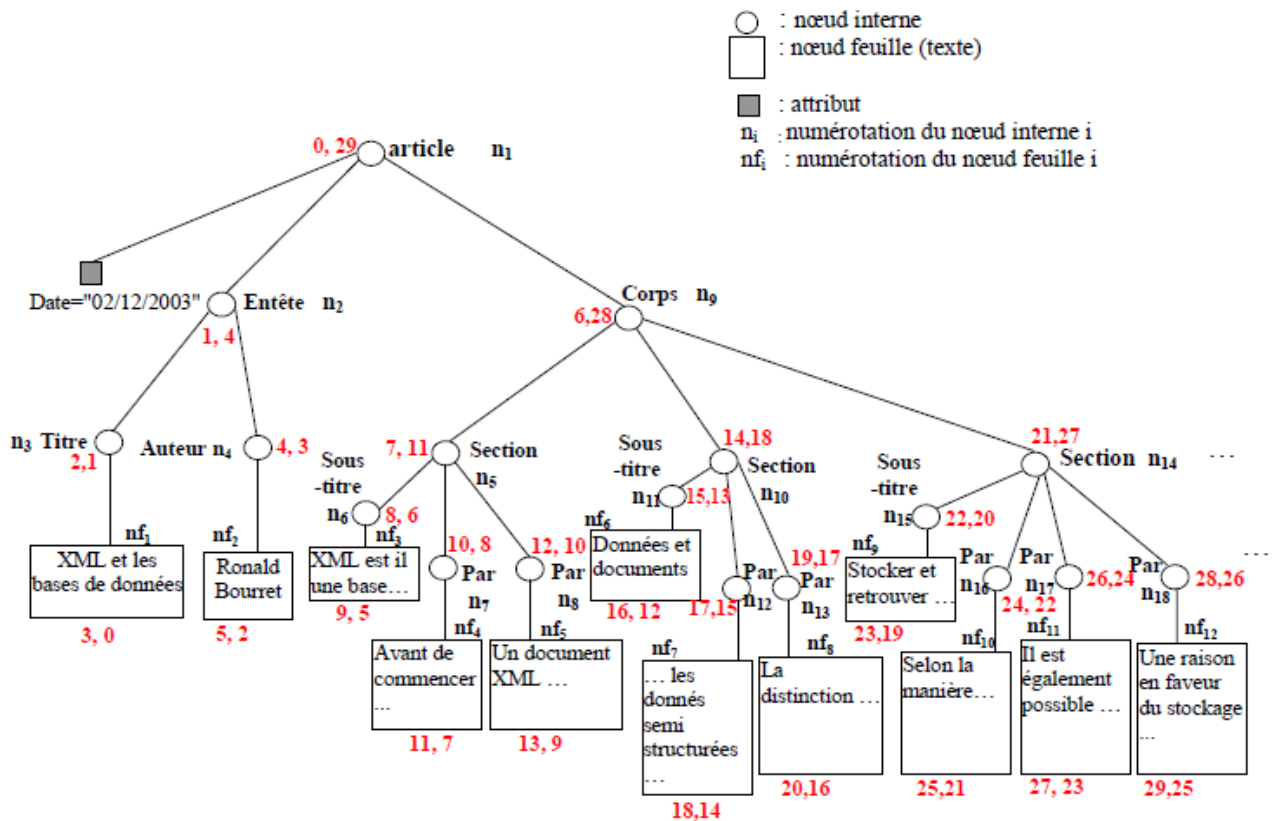 : nœud interne
: nœud feuille (texte)
: attribut
nᵢ : numérotation du nœud interne i
nfᵢ : numérotation du nœud feuille i
0, 29 article n₁
Date="02/12/2003"
Entête n₂
1, 4
Corps n₉
6,28
n₃ Titre
2,1
Auteur n₄
4, 3
7, 11
Section
n₅
Sous
-titre
n₆
8, 6
14,18
Section
n₁₀
Sous
-titre
n₁₁
15,13
21,27
Section n₁₄ …
Sous
-titre
n₁₅
22,20
nf₁
XML et les
bases de données
3, 0
nf₂
Ronald
Bourret
5, 2
nf₃
XML est il
une base…
9, 5
10, 8
Par
n₇
12, 10
Par
n₈
nf₆
Données et
documents
16, 12
17,15
Par
n₁₂
19,17
Par
n₁₃
nf₉
Stocker et
retrouver …
23,19
Par
n₁₆
24, 22
Par
n₁₇
26,24
Par
n₁₈
28,26
…
nf₄
Avant de
commencer
...
11, 7
nf₅
Un document
XML …
13, 9
nf₇
… les
donnés
semi
structurées
…
18,14
nf₈
La
distinction …
20,16
nf₁₀
Selon la
manière…
25,21
nf₁₁
Il est
également
possible …
27, 23
nf₁₂
Une raison
en faveur
du stockage
...
29,25